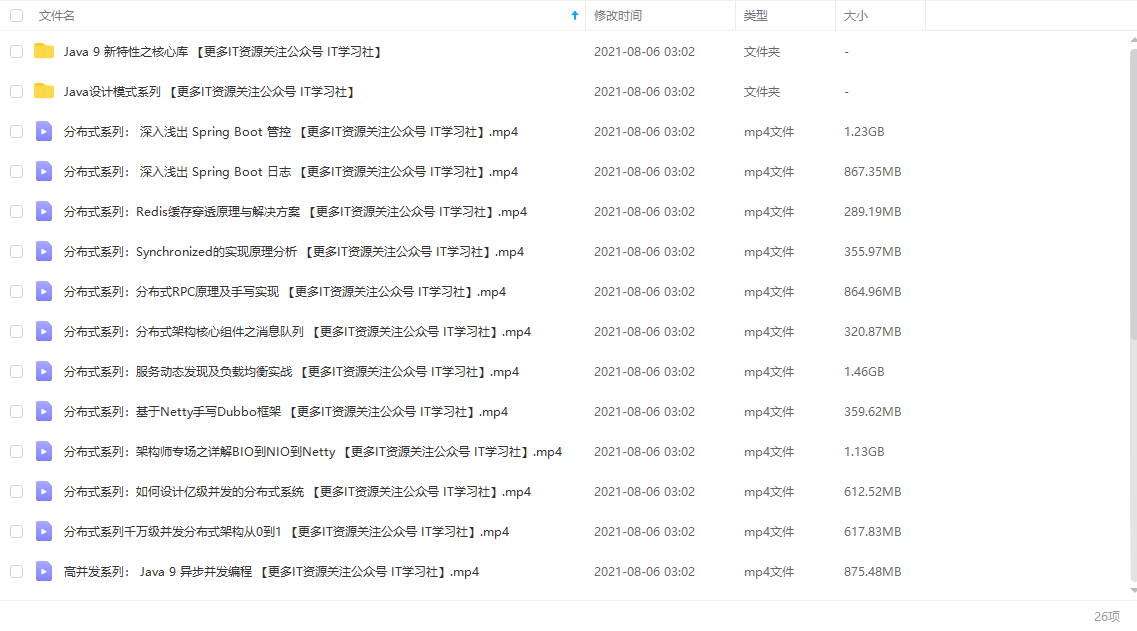 文件名 修改时间 类型 大小
Java 9 新特性之核心库 【更多IT资源关注公众号 IT学习社】 2021-08-06 03:02 文件夹 -
Java设计模式系列 【更多IT资源关注公众号 IT学习社】 2021-08-06 03:02 文件夹 -
分布式系列： 深入浅出 Spring Boot 管控 【更多IT资源关注公众号 IT学习社】.mp4 2021-08-06 03:02 mp4文件 1.23GB
分布式系列： 深入浅出 Spring Boot 日志 【更多IT资源关注公众号 IT学习社】.mp4 2021-08-06 03:02 mp4文件 867.35MB
分布式系列：Redis缓存穿透原理与解决方案 【更多IT资源关注公众号 IT学习社】.mp4 2021-08-06 03:02 mp4文件 289.19MB
分布式系列：Synchronized的实现原理分析 【更多IT资源关注公众号 IT学习社】.mp4 2021-08-06 03:02 mp4文件 355.97MB
分布式系列：分布式RPC原理及手写实现 【更多IT资源关注公众号 IT学习社】.mp4 2021-08-06 03:02 mp4文件 864.96MB
分布式系列：分布式架构核心组件之消息队列 【更多IT资源关注公众号 IT学习社】.mp4 2021-08-06 03:02 mp4文件 320.87MB
分布式系列：服务动态发现及负载均衡实战 【更多IT资源关注公众号 IT学习社】.mp4 2021-08-06 03:02 mp4文件 1.46GB
分布式系列：基于Netty手写Dubbo框架 【更多IT资源关注公众号 IT学习社】.mp4 2021-08-06 03:02 mp4文件 359.62MB
分布式系列：架构师专场之详解BIO到NIO到Netty 【更多IT资源关注公众号 IT学习社】.mp4 2021-08-06 03:02 mp4文件 1.13GB
分布式系列：如何设计亿级并发的分布式系统 【更多IT资源关注公众号 IT学习社】.mp4 2021-08-06 03:02 mp4文件 612.52MB
分布式系列千万级并发分布式架构从0到1 【更多IT资源关注公众号 IT学习社】.mp4 2021-08-06 03:02 mp4文件 617.83MB
高并发系列： Java 9 异步并发编程 【更多IT资源关注公众号 IT学习社】.mp4 2021-08-06 03:02 mp4文件 875.48MB
26项